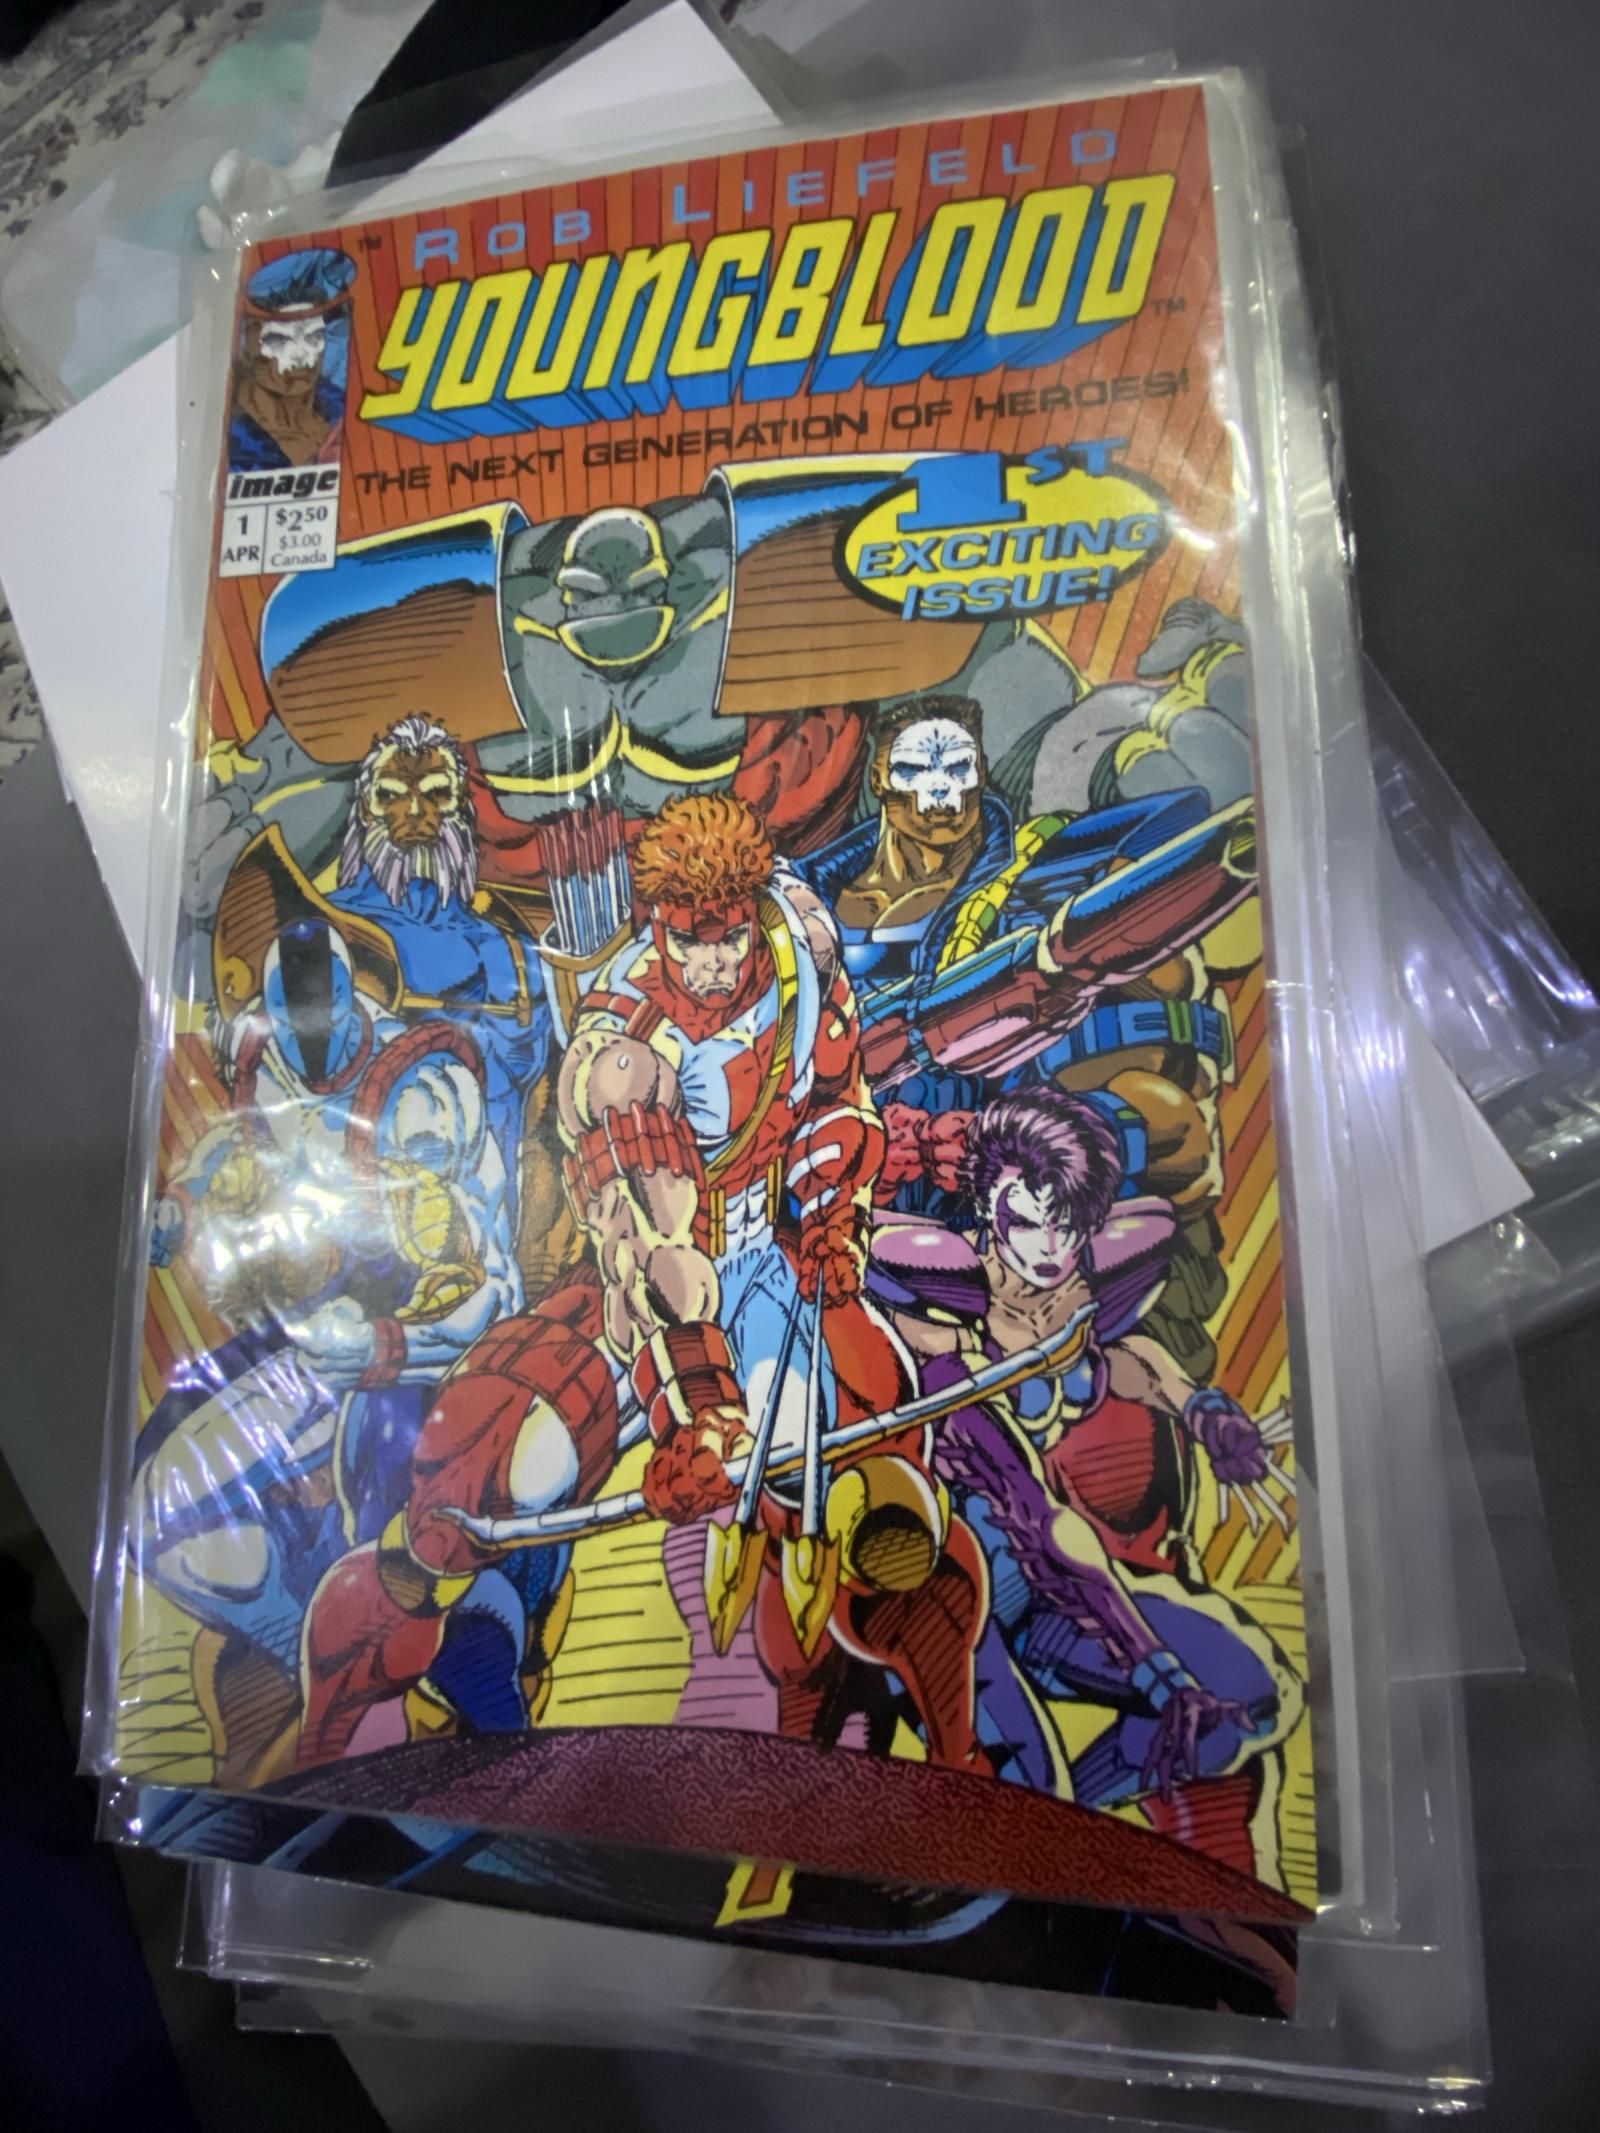 ROB LIEFELD
TM
YOUNGBLOOD
TM
THE NEXT GENERATION OF HEROES!
image
1
APR
$2.50
$3.00
Canada
1ST
EXCITING
ISSUE!